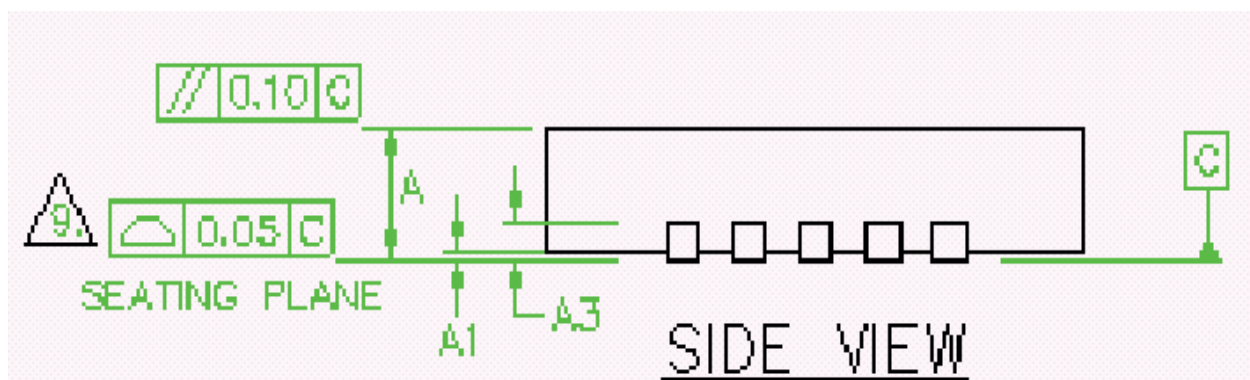 // 0.10 C
C
A
9. ⌓ 0.05 C
SEATING PLANE
A1
A3
SIDE VIEW